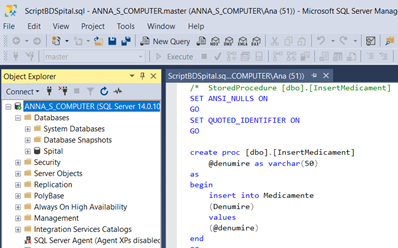 ScriptBDSpital.sql - ANNA_S_COMPUTER.master (ANNA_S_COMPUTER\Ana (51)) - Microsoft SQL Server Mana
File Edit View Project Tools Window Help
New Query
master
Execute
Object Explorer
Connect
ANNA_S_COMPUTER (SQL Server 14.0.10
Databases
System Databases
Database Snapshots
Spital
Security
Server Objects
Replication
PolyBase
Always On High Availability
Management
Integration Services Catalogs
SQL Server Agent (Agent XPs disabled
ScriptBDSpital.sq...COMPUTER\Ana (51))
/* StoredProcedure [dbo].[InsertMedicament]
SET ANSI_NULLS ON
GO
SET QUOTED_IDENTIFIER ON
GO
create proc [dbo].[InsertMedicament]
@denumire as varchar(50)
as
begin
insert into Medicamente
(Denumire)
values
(@denumire)
end